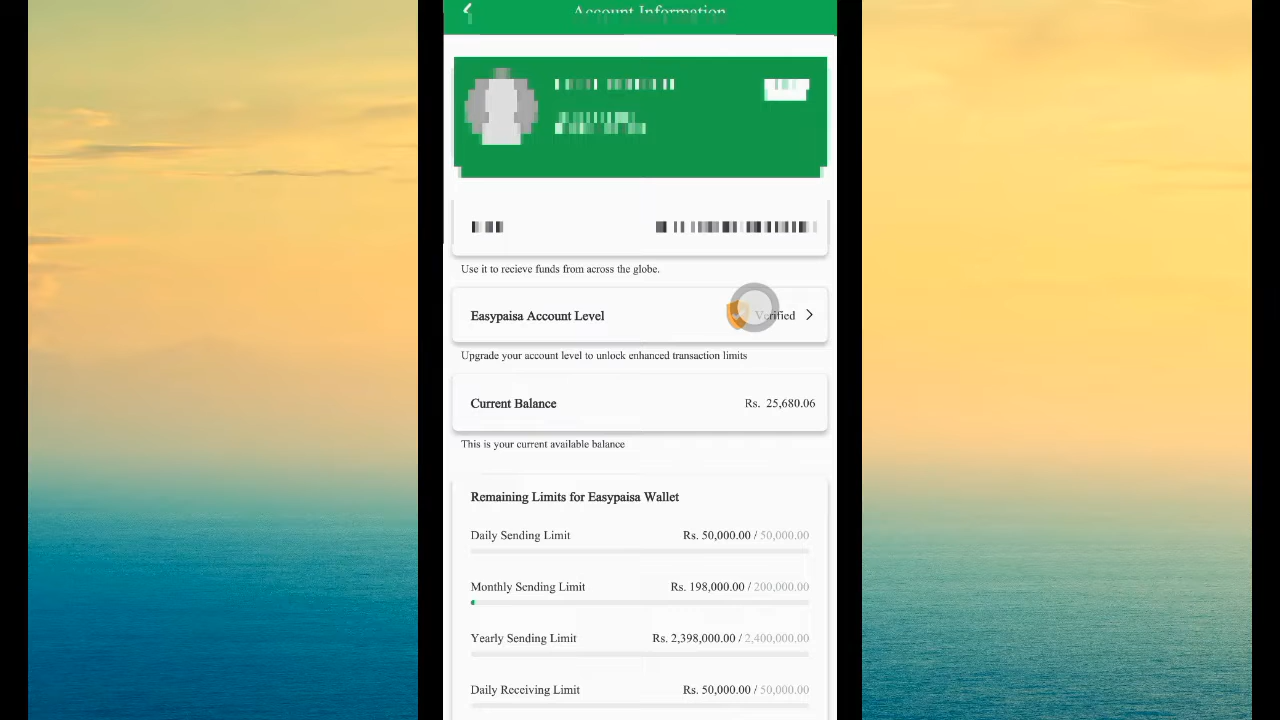 Account Information
Use it to recieve funds from across the globe.
Easypaisa Account Level Verified
Upgrade your account level to unlock enhanced transaction limits
Current Balance Rs. 25,680.06
This is your current available balance
Remaining Limits for Easypaisa Wallet
Daily Sending Limit Rs. 50,000.00 / 50,000.00
Monthly Sending Limit Rs. 198,000.00 / 200,000.00
Yearly Sending Limit Rs. 2,398,000.00 / 2,400,000.00
Daily Receiving Limit Rs. 50,000.00 / 50,000.00